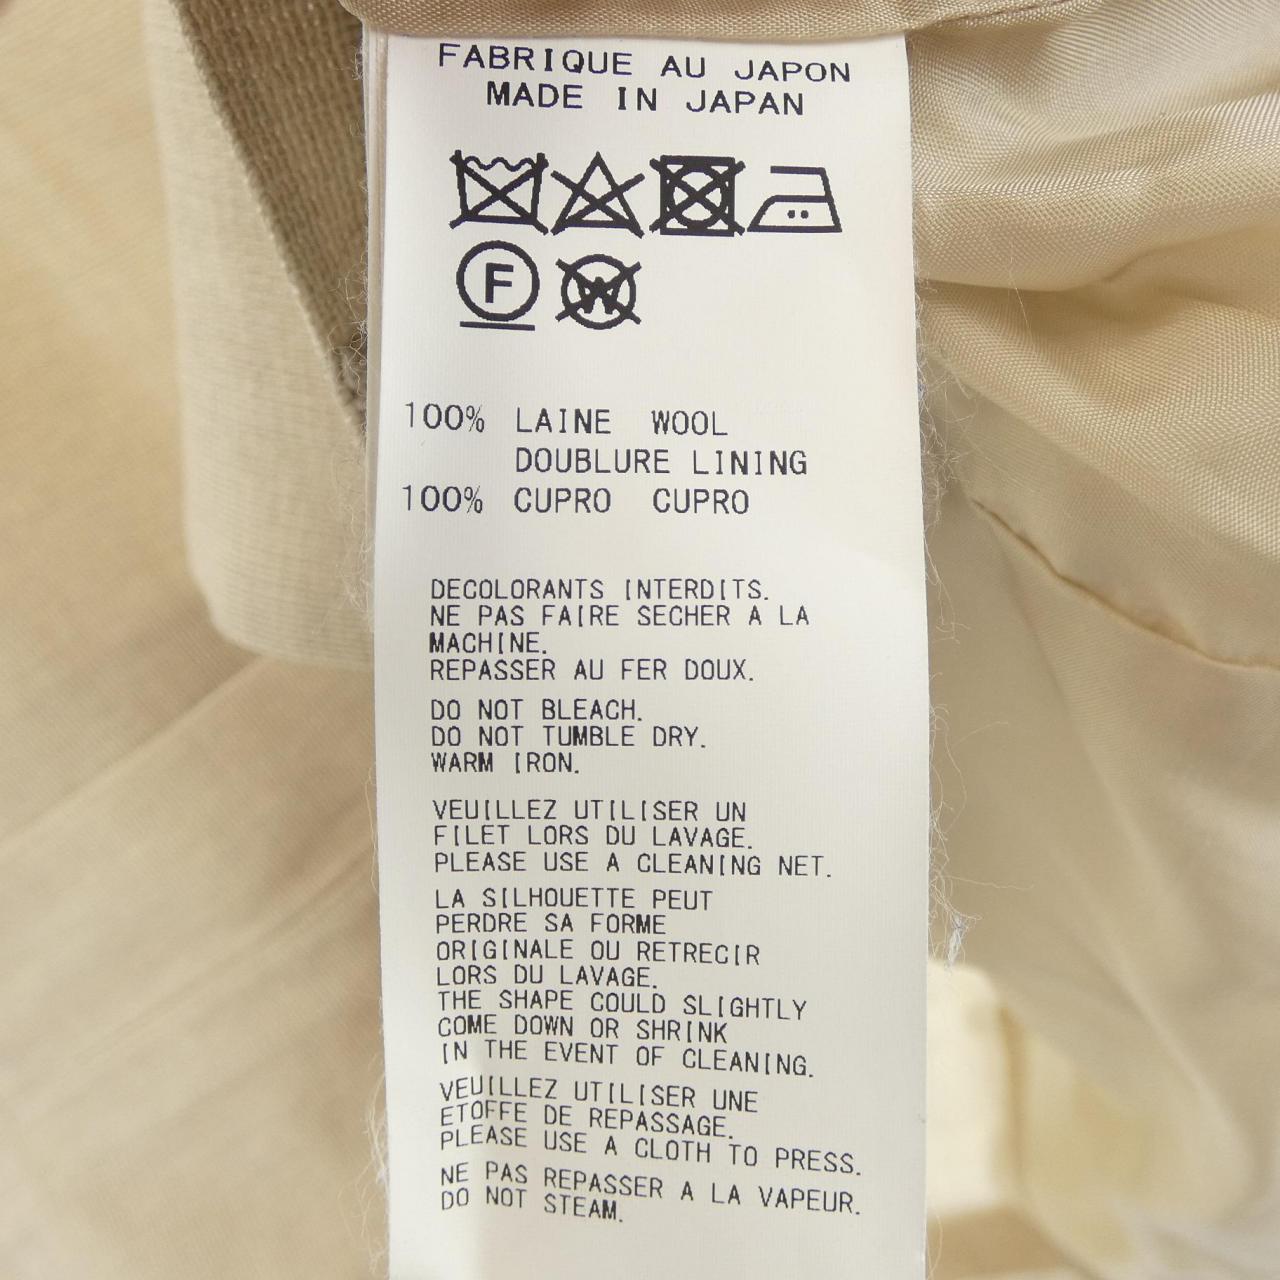 FABRIQUE AU JAPON
MADE IN JAPAN
F W
100% LAINE WOOL
DOUBLURE LINING
100% CUPRO CUPRO
DECOLORANTS INTERDITS.
NE PAS FAIRE SECHER A LA
MACHINE.
REPASSER AU FER DOUX.
DO NOT BLEACH.
DO NOT TUMBLE DRY.
WARM IRON.
VEUILLEZ UTILISER UN
FILET LORS DU LAVAGE.
PLEASE USE A CLEANING NET.
LA SILHOUETTE PEUT
PERDRE SA FORME
ORIGINALE OU RETRECIR
LORS DU LAVAGE.
THE SHAPE COULD SLIGHTLY
COME DOWN OR SHRINK
IN THE EVENT OF CLEANING.
VEUILLEZ UTILISER UNE
ETOFFE DE REPASSAGE.
PLEASE USE A CLOTH TO PRESS.
NE PAS REPASSER A LA VAPEUR.
DO NOT STEAM.